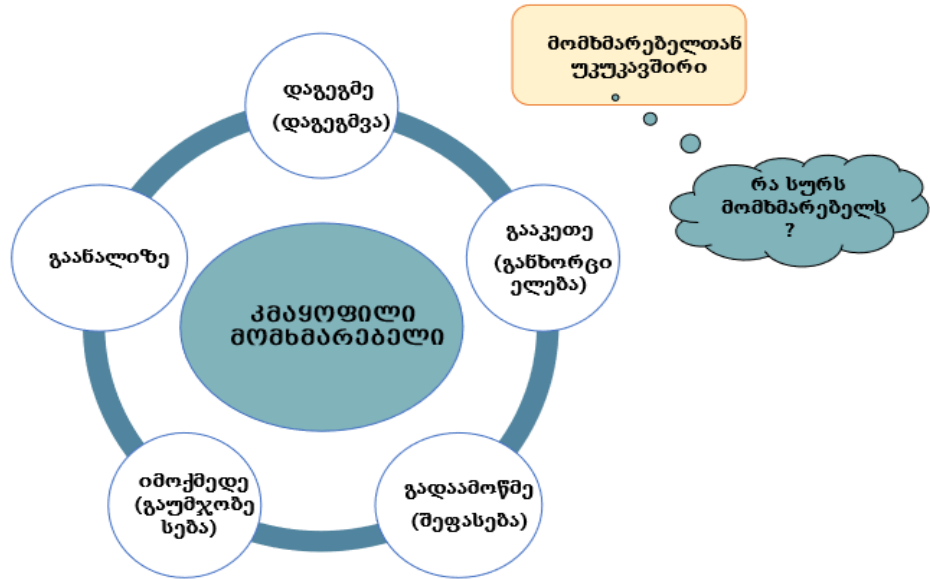 დაგეგმე
(დაგეგმვა)
მომხმარებელთან
უკუკავშირი
რა სურს
მომხმარებელს
?
გააკეთე
(განხორცი
ელება)
გაანალიზე
კმაყოფილი
მომხმარებელი
იმოქმედე
(გაუმჯობე
სება)
გადაამოწმე
(შეფასება)